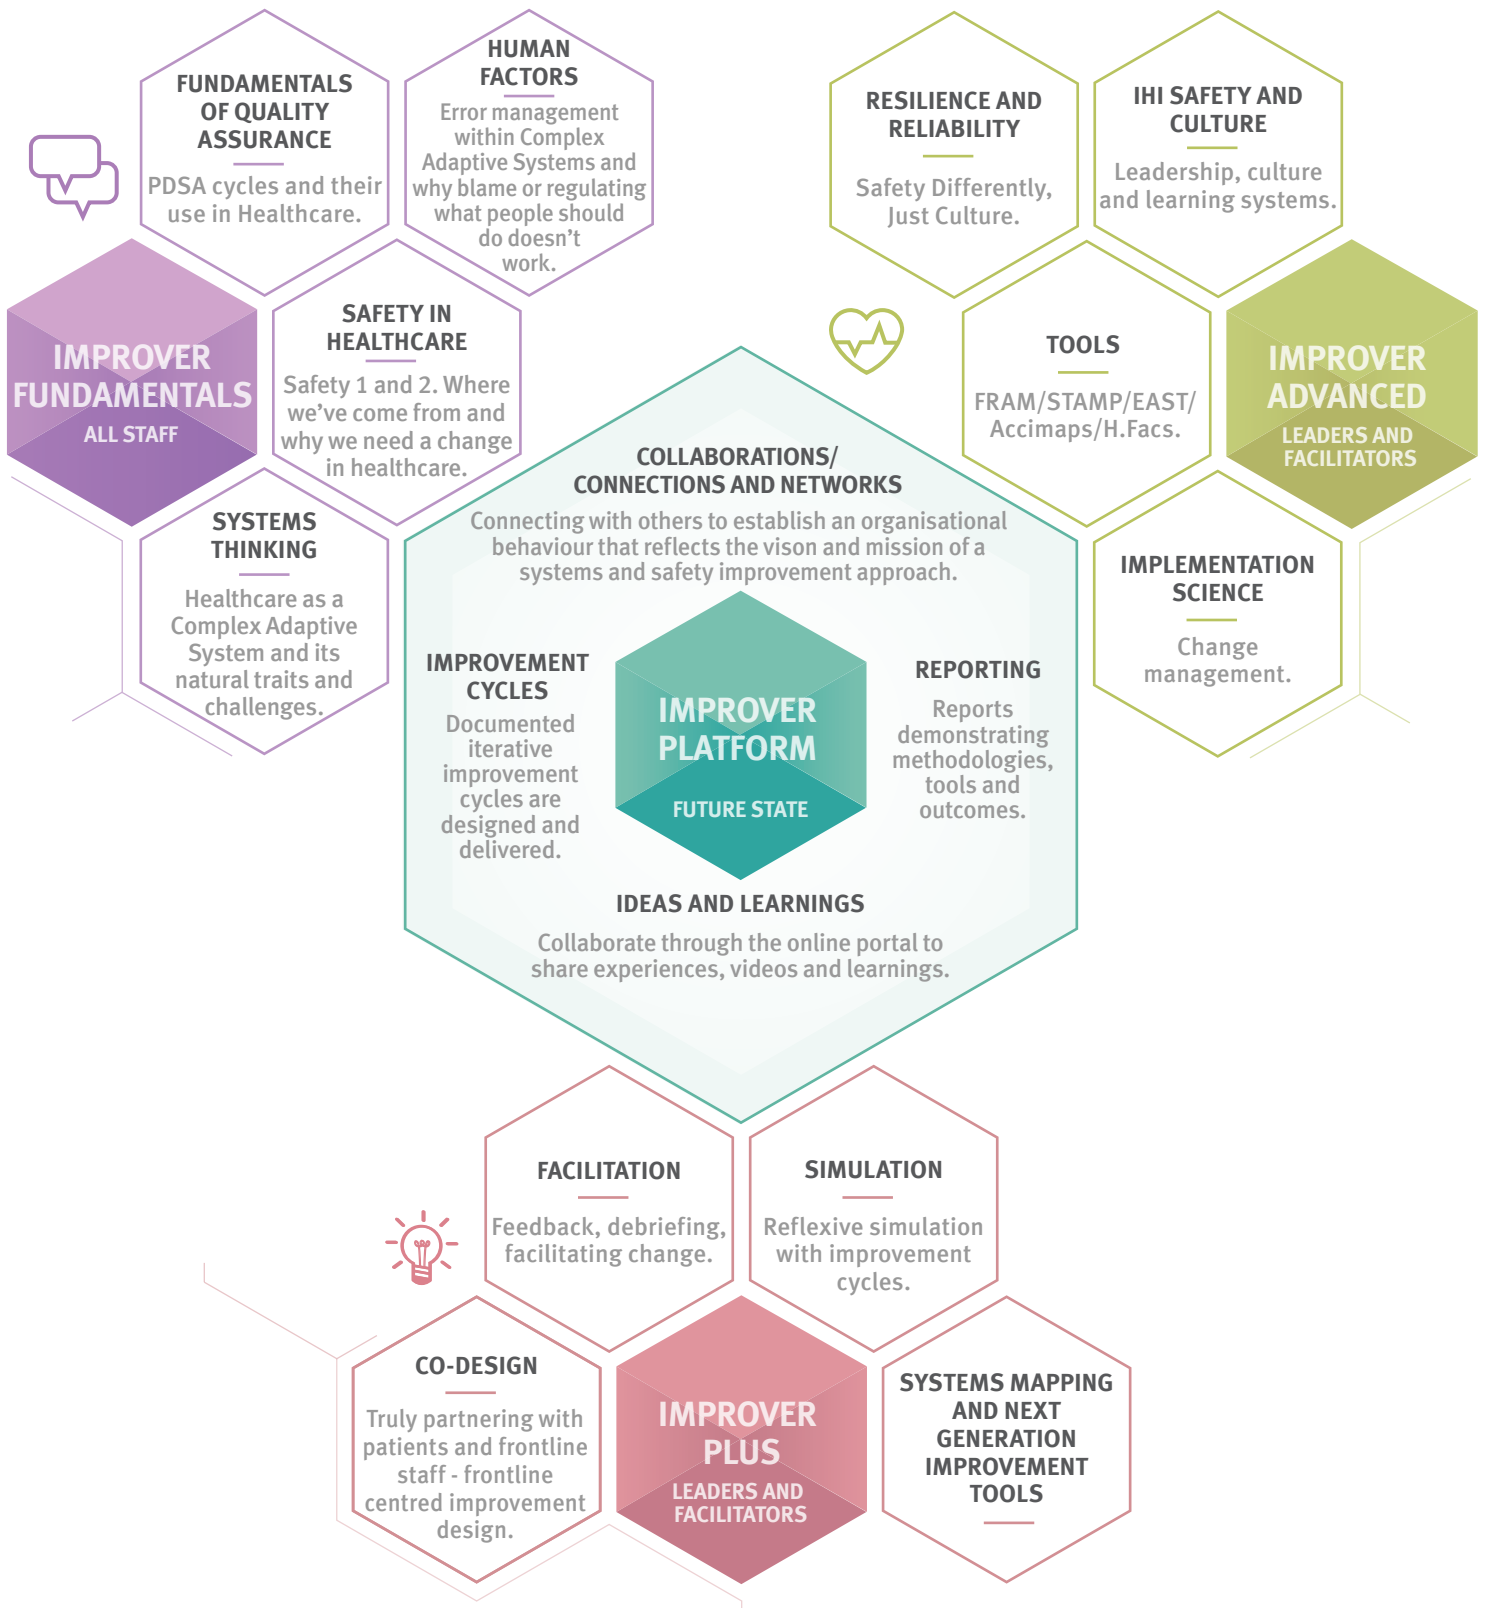 FUNDAMENTALS
OF QUALITY
ASSURANCE
PDSA cycles and their
use in Healthcare.
HUMAN
FACTORS
Error management
within Complex
Adaptive Systems and
why blame or regulating
what people should
do doesn’t
work.
IMPROVER
FUNDAMENTALS
ALL STAFF
SAFETY IN
HEALTHCARE
Safety 1 and 2. Where
we’ve come from and
why we need a change
in healthcare.
SYSTEMS
THINKING
Healthcare as a
Complex Adaptive
System and its
natural traits and
challenges.
RESILIENCE AND
RELIABILITY
Safety Differently,
Just Culture.
IHI SAFETY AND
CULTURE
Leadership, culture
and learning systems.
TOOLS
FRAM/STAMP/EAST/
Accimaps/H.Facs.
IMPROVER
ADVANCED
LEADERS AND
FACILITATORS
IMPLEMENTATION
SCIENCE
Change
management.
COLLABORATIONS/
CONNECTIONS AND NETWORKS
Connecting with others to establish an organisational
behaviour that reflects the vison and mission of a
systems and safety improvement approach.
IMPROVEMENT
CYCLES
Documented
iterative
improvement
cycles are
designed and
delivered.
IMPROVER
PLATFORM
FUTURE STATE
REPORTING
Reports
demonstrating
methodologies,
tools and
outcomes.
IDEAS AND LEARNINGS
Collaborate through the online portal to
share experiences, videos and learnings.
FACILITATION
Feedback, debriefing,
facilitating change.
SIMULATION
Reflexive simulation
with improvement
cycles.
CO-DESIGN
Truly partnering with
patients and frontline
staff - frontline
centred improvement
design.
IMPROVER
PLUS
LEADERS AND
FACILITATORS
SYSTEMS MAPPING
AND NEXT
GENERATION
IMPROVEMENT
TOOLS